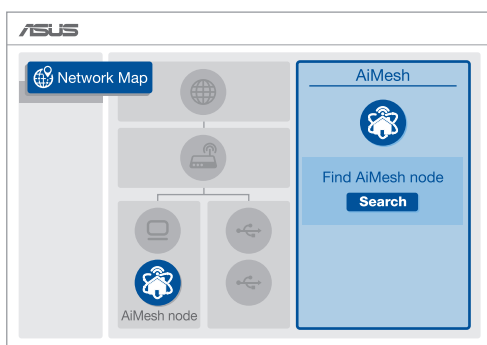 ASUS
Network Map
AiMesh
Find AiMesh node
Search
AiMesh node